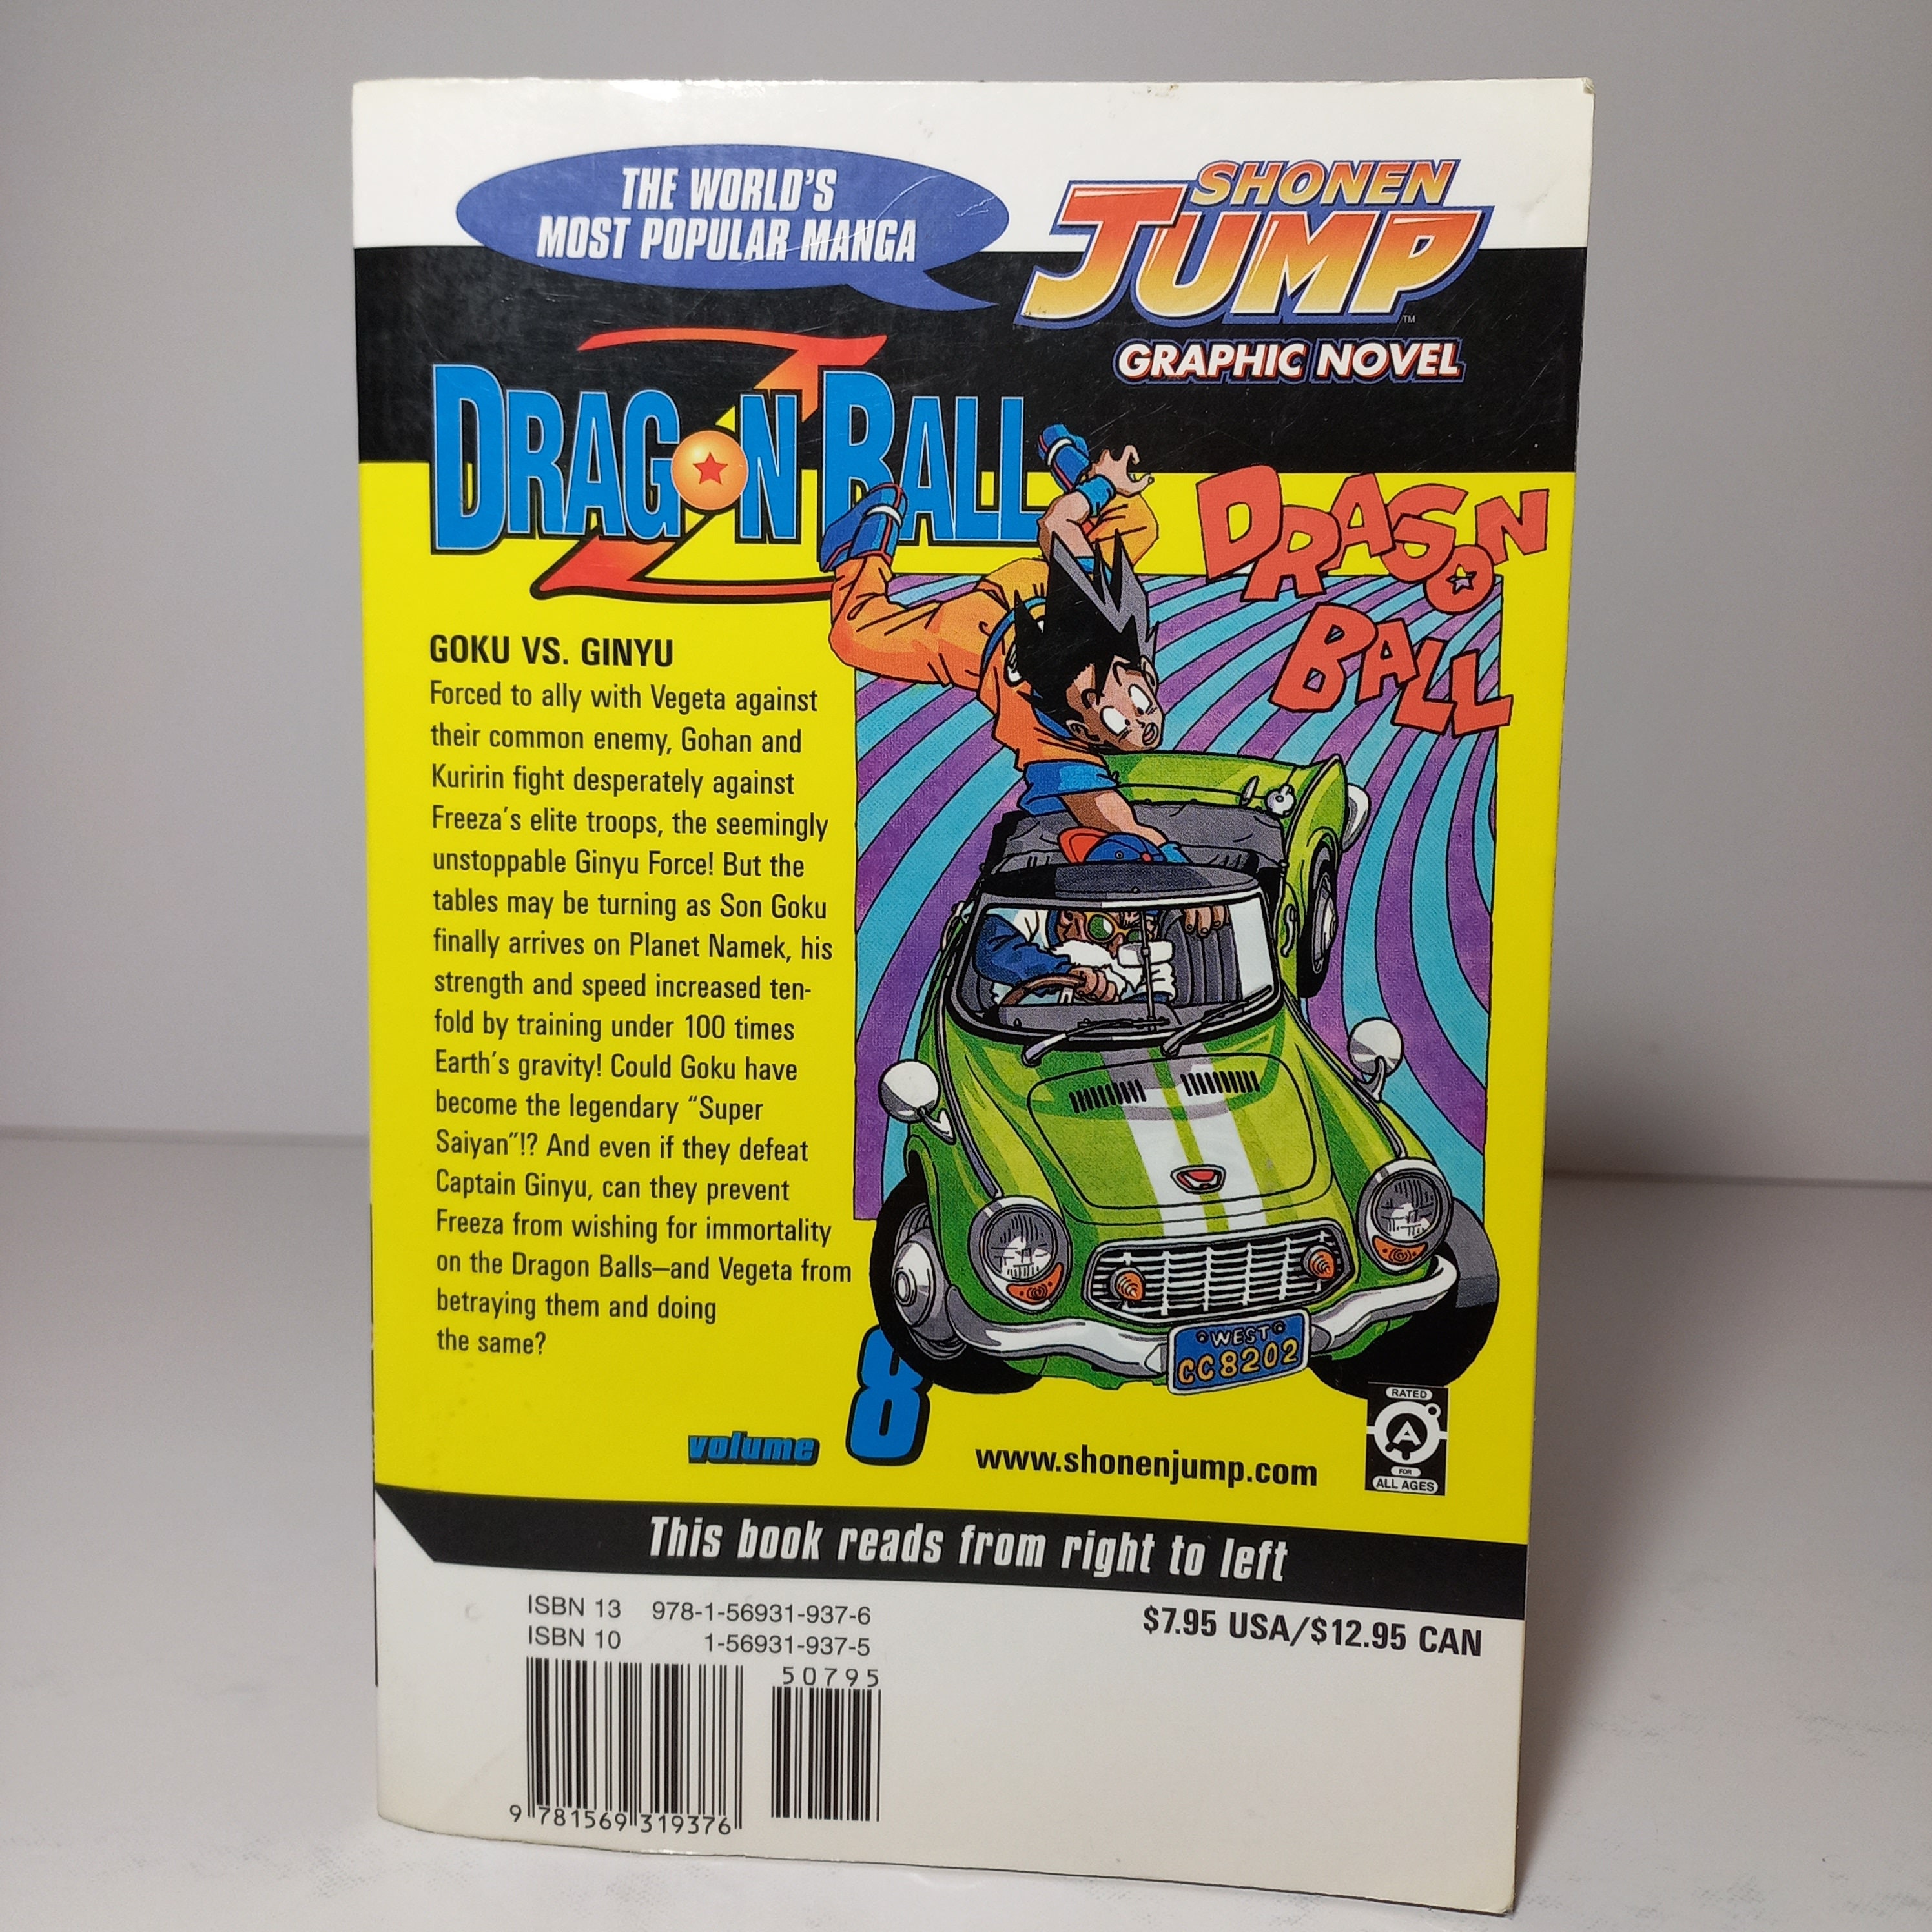 THE WORLD'S
MOST POPULAR MANGA
SHONEN
JUMP
™
GRAPHIC NOVEL
DRAGON BALL Z
DRAGON
BALL
GOKU VS. GINYU
Forced to ally with Vegeta against
their common enemy, Gohan and
Kuririn fight desperately against
Freeza's elite troops, the seemingly
unstoppable Ginyu Force! But the
tables may be turning as Son Goku
finally arrives on Planet Namek, his
strength and speed increased ten-
fold by training under 100 times
Earth's gravity! Could Goku have
become the legendary "Super
Saiyan"!? And even if they defeat
Captain Ginyu, can they prevent
Freeza from wishing for immortality
on the Dragon Balls—and Vegeta from
betraying them and doing
the same?
WEST
CC8202
volume 8
www.shonenjump.com
RATED
A
FOR
ALL AGES
This book reads from right to left
ISBN 13 978-1-56931-937-6
ISBN 10 1-56931-937-5
$7.95 USA/$12.95 CAN
50795
9 781569 319376